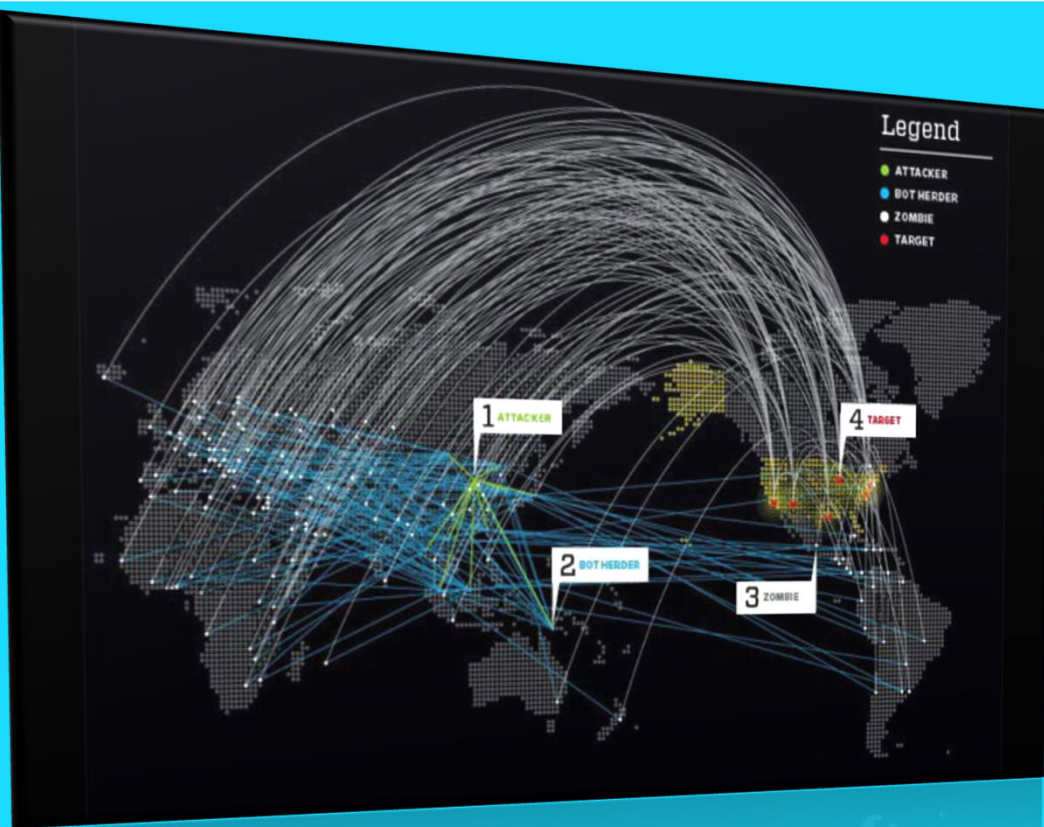 Legend
ATTACKER
BOT HERDER
ZOMBIE
TARGET
1 ATTACKER
4 TARGET
2 BOT HERDER
3 ZOMBIE